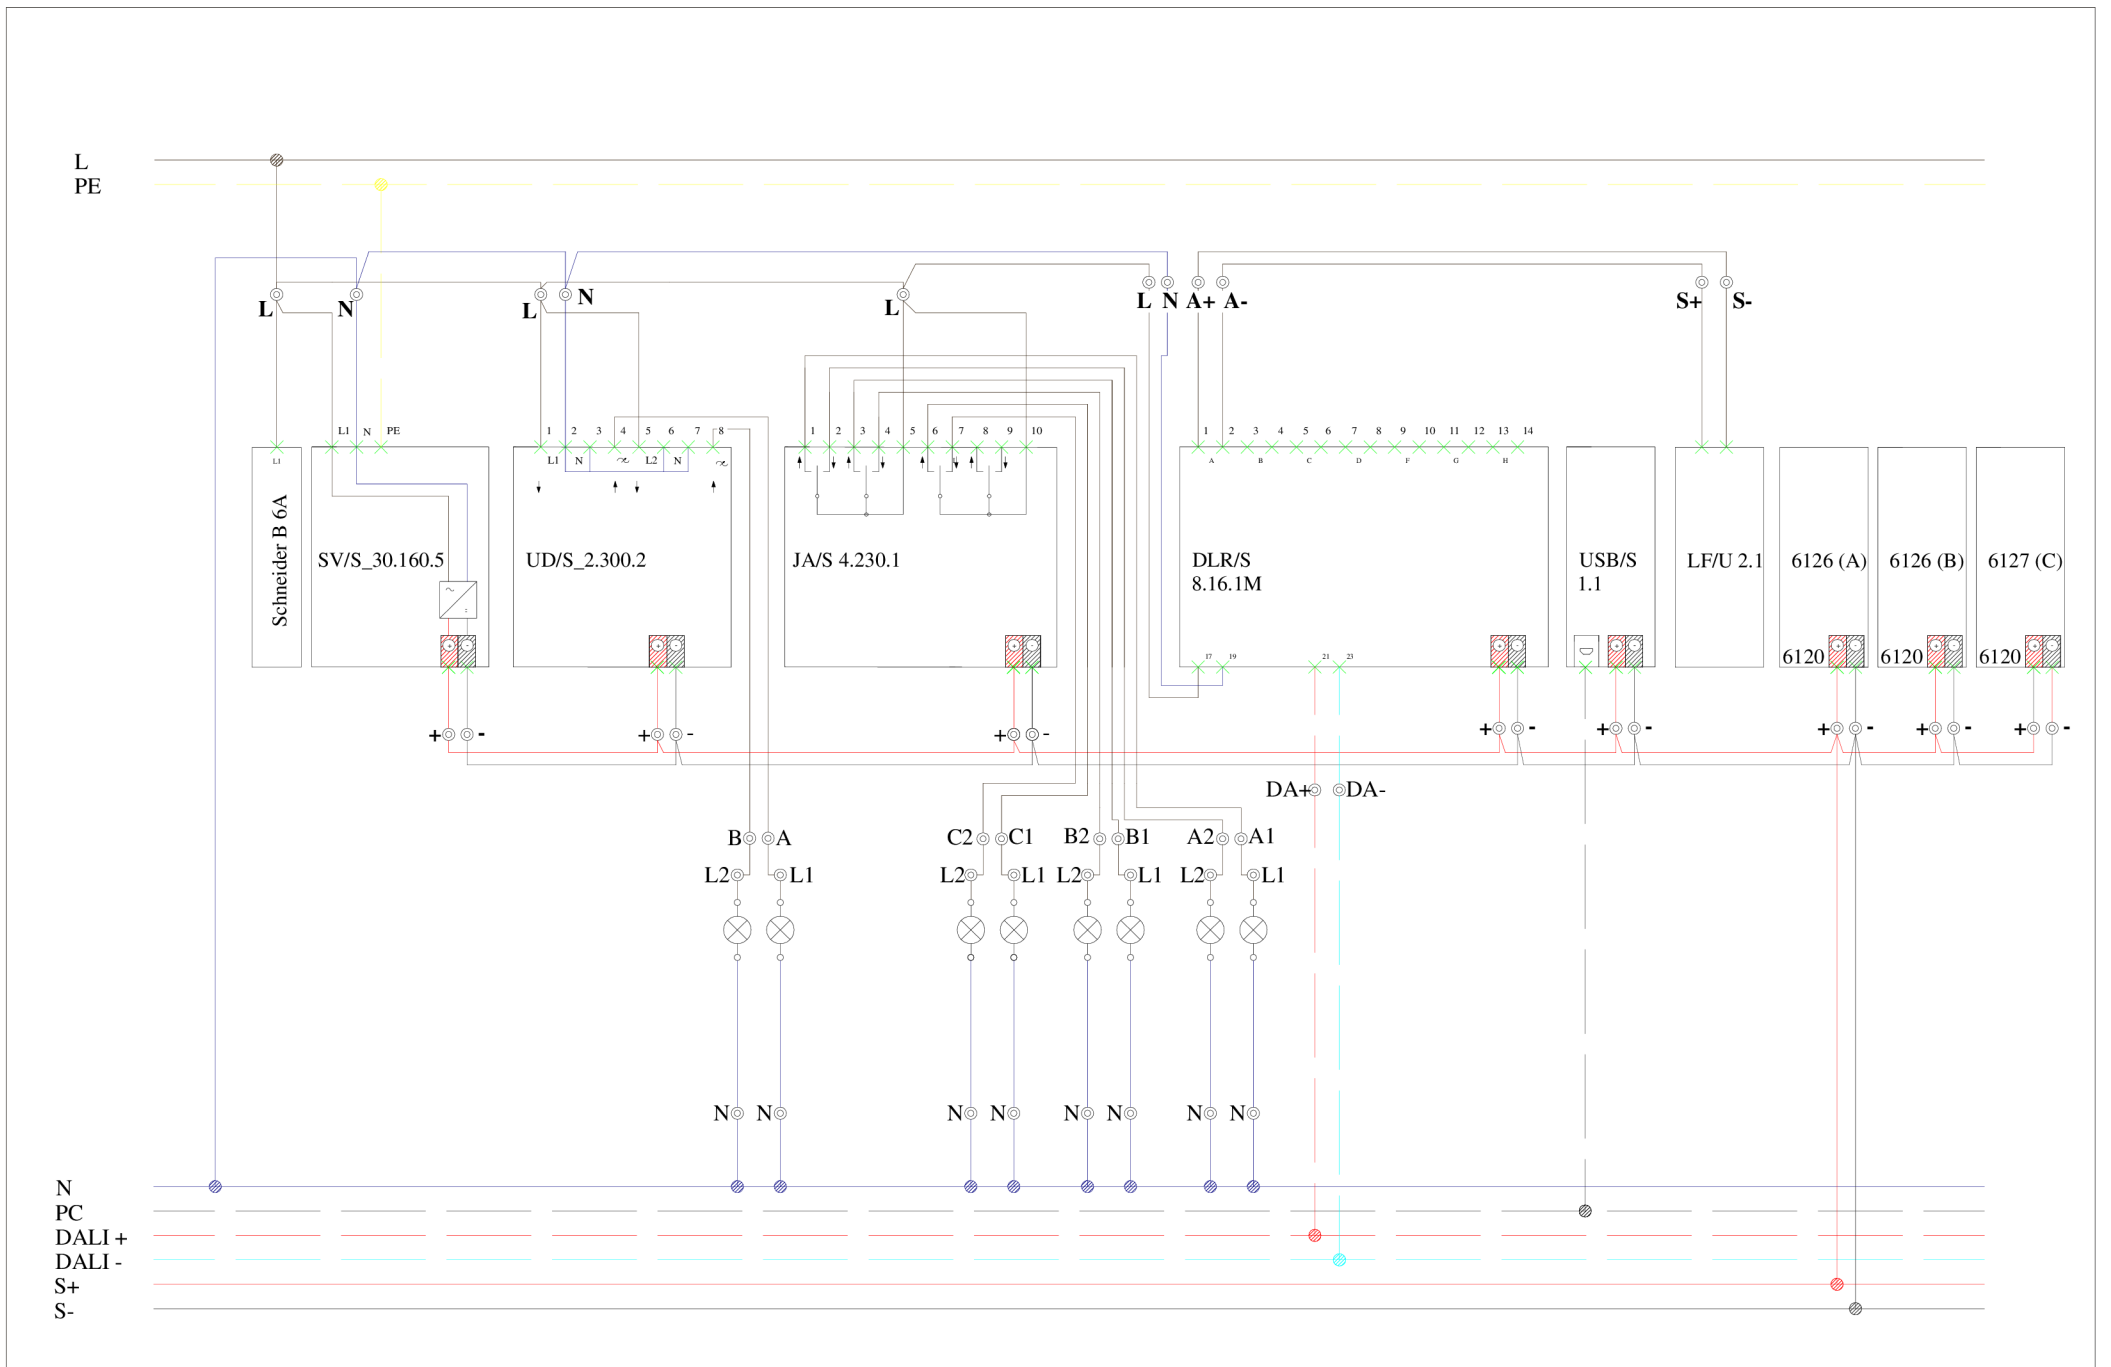 L
PE
L
N
L
N
L
L N A+ A-
S+ S-
L1 N PE
1 2 3 4 5 6 7 8
1 2 3 4 5 6 7 8 9 10
1 2 3 4 5 6 7 8 9 10 11 12 13 14
L1
L1 N L2 N
A B C D F G H
Schneider B 6A
SV/S_30.160.5
UD/S_2.300.2
JA/S 4.230.1
DLR/S
8.16.1M
USB/S
1.1
LF/U 2.1
6126 (A)
6126 (B)
6127 (C)
17 19 21 23
6120
6120
6120
+ -
+ -
+ -
+ -
+ -
+ -
+ -
+ -
DA+ DA-
B A
C2 C1
B2 B1
A2 A1
L2 L1
L2 L1
L2 L1
L2 L1
N N
N N
N N
N N
N
PC
DALI +
DALI -
S+
S-